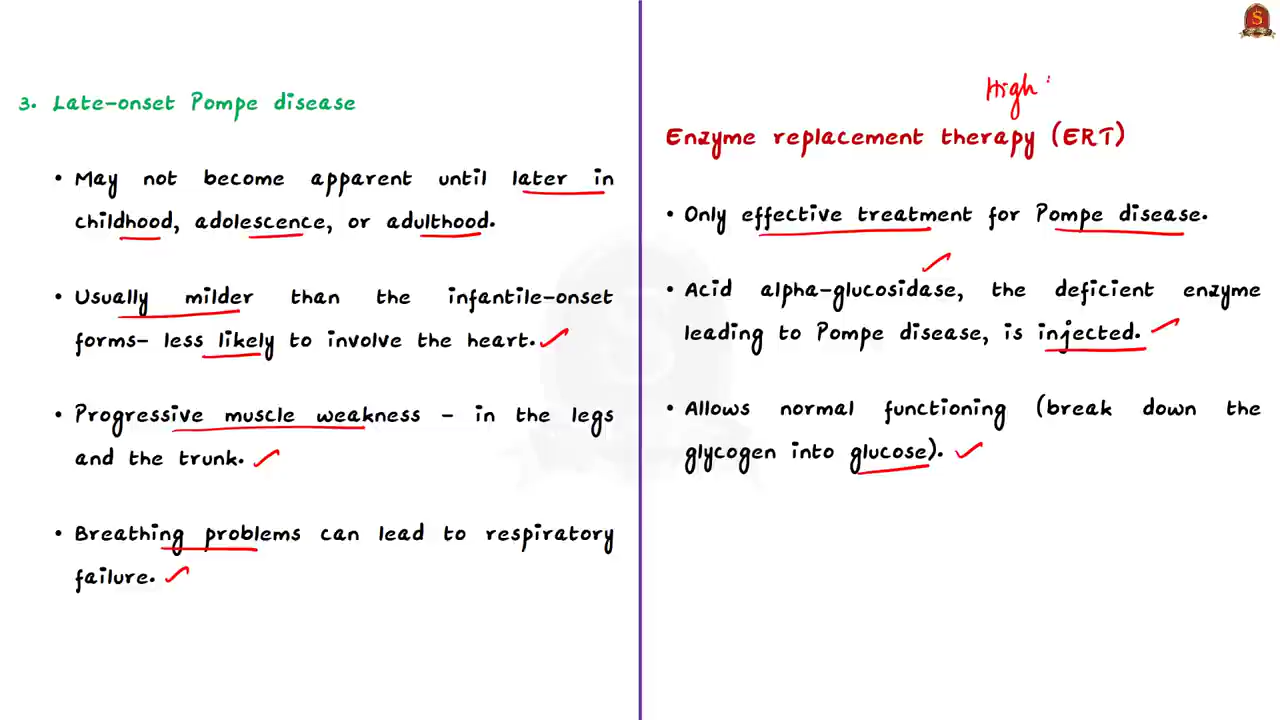 3. Late-onset Pompe disease
• May not become apparent until later in
childhood, adolescence, or adulthood.
• Usually milder than the infantile-onset
forms- less likely to involve the heart.
• Progressive muscle weakness - in the legs
and the trunk.
• Breathing problems can lead to respiratory
failure.
High
Enzyme replacement therapy (ERT)
• Only effective treatment for Pompe disease.
• Acid alpha-glucosidase, the deficient enzyme
leading to Pompe disease, is injected.
• Allows normal functioning (break down the
glycogen into glucose).